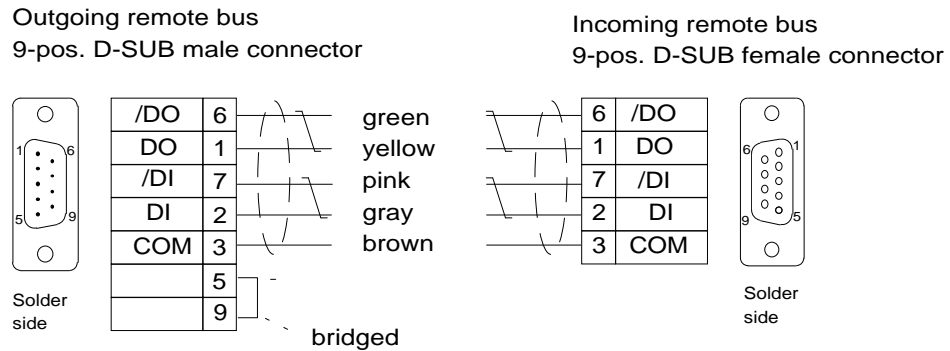 Outgoing remote bus
9-pos. D-SUB male connector
Incoming remote bus
9-pos. D-SUB female connector
/DO 6 green 6 /DO
1 6 DO 1 yellow 1 DO 6 1
/DI 7 pink 7 /DI
5 9 DI 2 gray 2 DI 9 5
COM 3 brown 3 COM
5
9
Solder
side
Solder
side
bridged